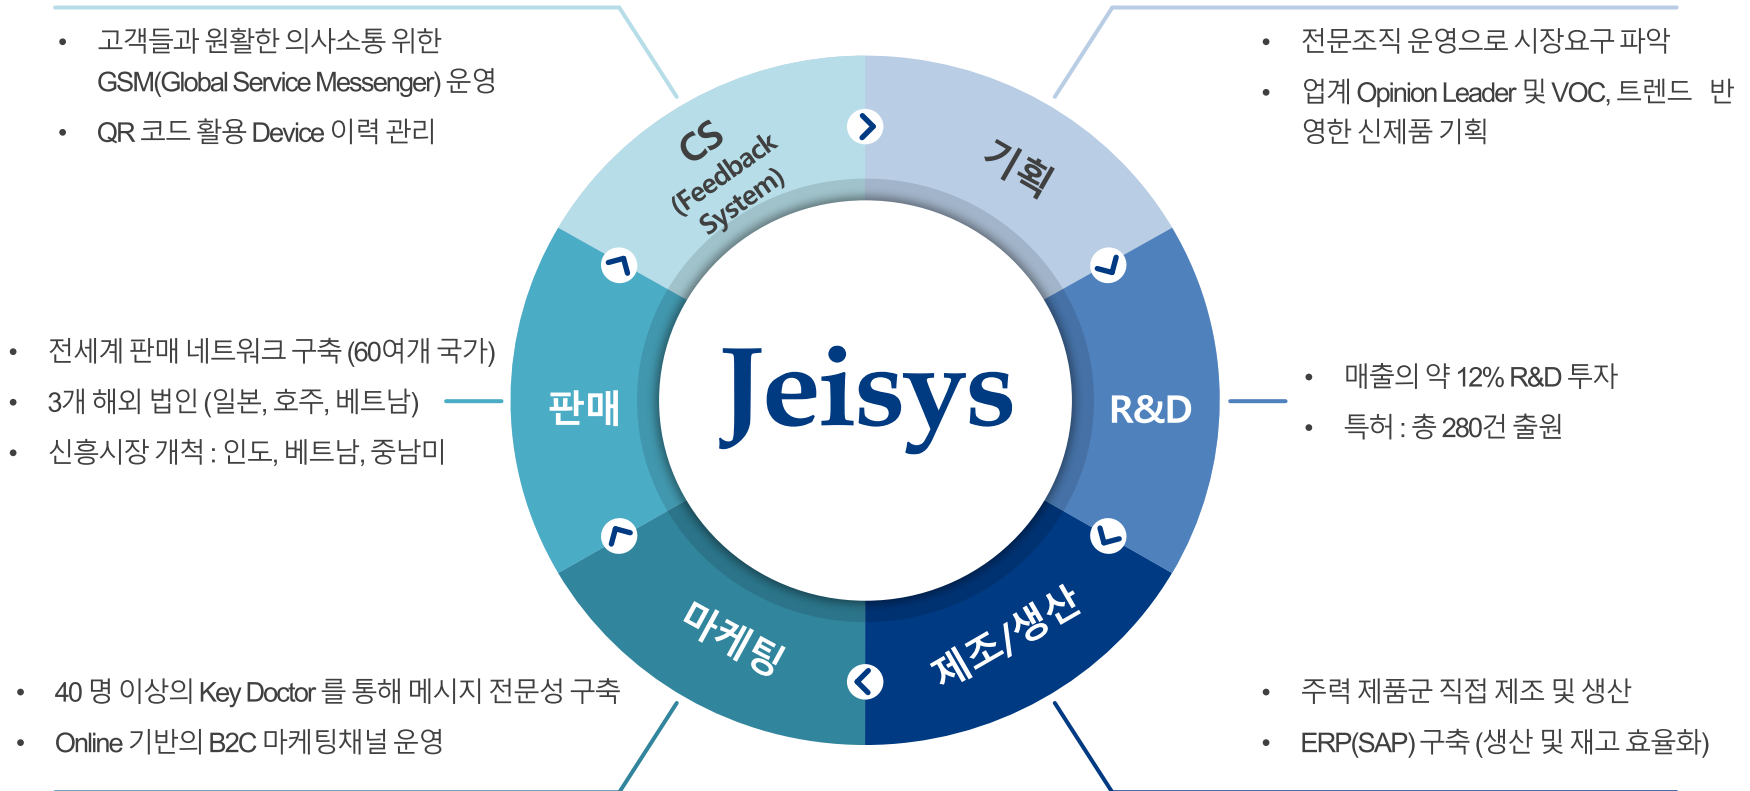 • 고객들과 원활한 의사소통 위한
GSM(Global Service Messenger) 운영
• QR 코드 활용 Device 이력 관리
• 전문조직 운영으로 시장요구 파악
• 업계 Opinion Leader 및 VOC, 트렌드 반
영한 신제품 기획
CS
(Feedback
System)
기획
• 전세계 판매 네트워크 구축 (60여개 국가)
• 3개 해외 법인 (일본, 호주, 베트남)
• 신흥시장 개척 : 인도, 베트남, 중남미
판매
Jeisys
R&D
• 매출의 약 12% R&D 투자
• 특허 : 총 280건 출원
마케팅
제조/생산
• 40 명 이상의 Key Doctor 를 통해 메시지 전문성 구축
• Online 기반의 B2C 마케팅채널 운영
• 주력 제품군 직접 제조 및 생산
• ERP(SAP) 구축 (생산 및 재고 효율화)